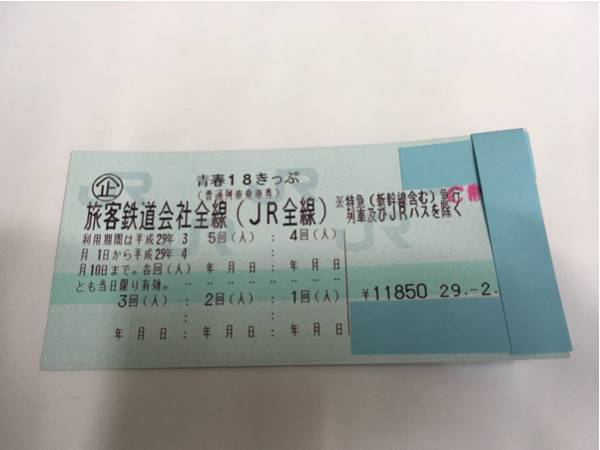 企
青春18きっぷ
(普通列車乗車券)
旅客鉄道会社全線(JR全線)
※特急(新幹線含む)急行
列車及びJRバスを除く
利用期間は平成29年 3
月 1日から平成29年 4
月10日まで。各回(人)
とも当日限り有効。
5回(人) : 4回(人)
年 月 日 : 年 月 日
3回(人) : 2回(人) : 1回(人)
年 月 日 : 年 月 日 : 年 月 日
¥11850 29.-2.